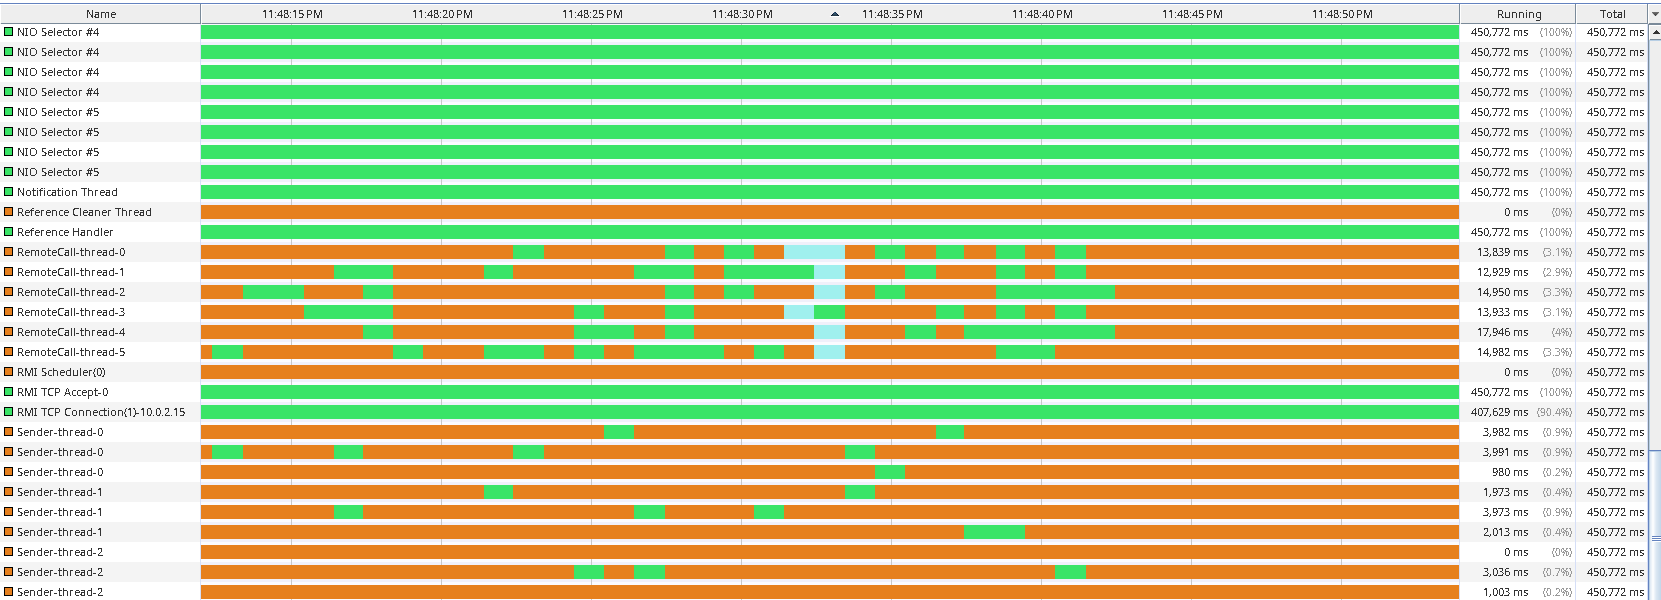 Name 11:48:15 PM 11:48:20 PM 11:48:25 PM 11:48:30 PM 11:48:35 PM 11:48:40 PM 11:48:45 PM 11:48:50 PM Running Total
NIO Selector #4 450,772 ms (100%) 450,772 ms
NIO Selector #4 450,772 ms (100%) 450,772 ms
NIO Selector #4 450,772 ms (100%) 450,772 ms
NIO Selector #4 450,772 ms (100%) 450,772 ms
NIO Selector #5 450,772 ms (100%) 450,772 ms
NIO Selector #5 450,772 ms (100%) 450,772 ms
NIO Selector #5 450,772 ms (100%) 450,772 ms
NIO Selector #5 450,772 ms (100%) 450,772 ms
Notification Thread 450,772 ms (100%) 450,772 ms
Reference Cleaner Thread 0 ms (0%) 450,772 ms
Reference Handler 450,772 ms (100%) 450,772 ms
RemoteCall-thread-0 13,839 ms (3.1%) 450,772 ms
RemoteCall-thread-1 12,929 ms (2.9%) 450,772 ms
RemoteCall-thread-2 14,950 ms (3.3%) 450,772 ms
RemoteCall-thread-3 13,933 ms (3.1%) 450,772 ms
RemoteCall-thread-4 17,946 ms (4%) 450,772 ms
RemoteCall-thread-5 14,982 ms (3.3%) 450,772 ms
RMI Scheduler(0) 0 ms (0%) 450,772 ms
RMI TCP Accept-0 450,772 ms (100%) 450,772 ms
RMI TCP Connection(1)-10.0.2.15 407,629 ms (90.4%) 450,772 ms
Sender-thread-0 3,982 ms (0.9%) 450,772 ms
Sender-thread-0 3,991 ms (0.9%) 450,772 ms
Sender-thread-0 980 ms (0.2%) 450,772 ms
Sender-thread-1 1,973 ms (0.4%) 450,772 ms
Sender-thread-1 3,973 ms (0.9%) 450,772 ms
Sender-thread-1 2,013 ms (0.4%) 450,772 ms
Sender-thread-2 0 ms (0%) 450,772 ms
Sender-thread-2 3,036 ms (0.7%) 450,772 ms
Sender-thread-2 1,003 ms (0.2%) 450,772 ms